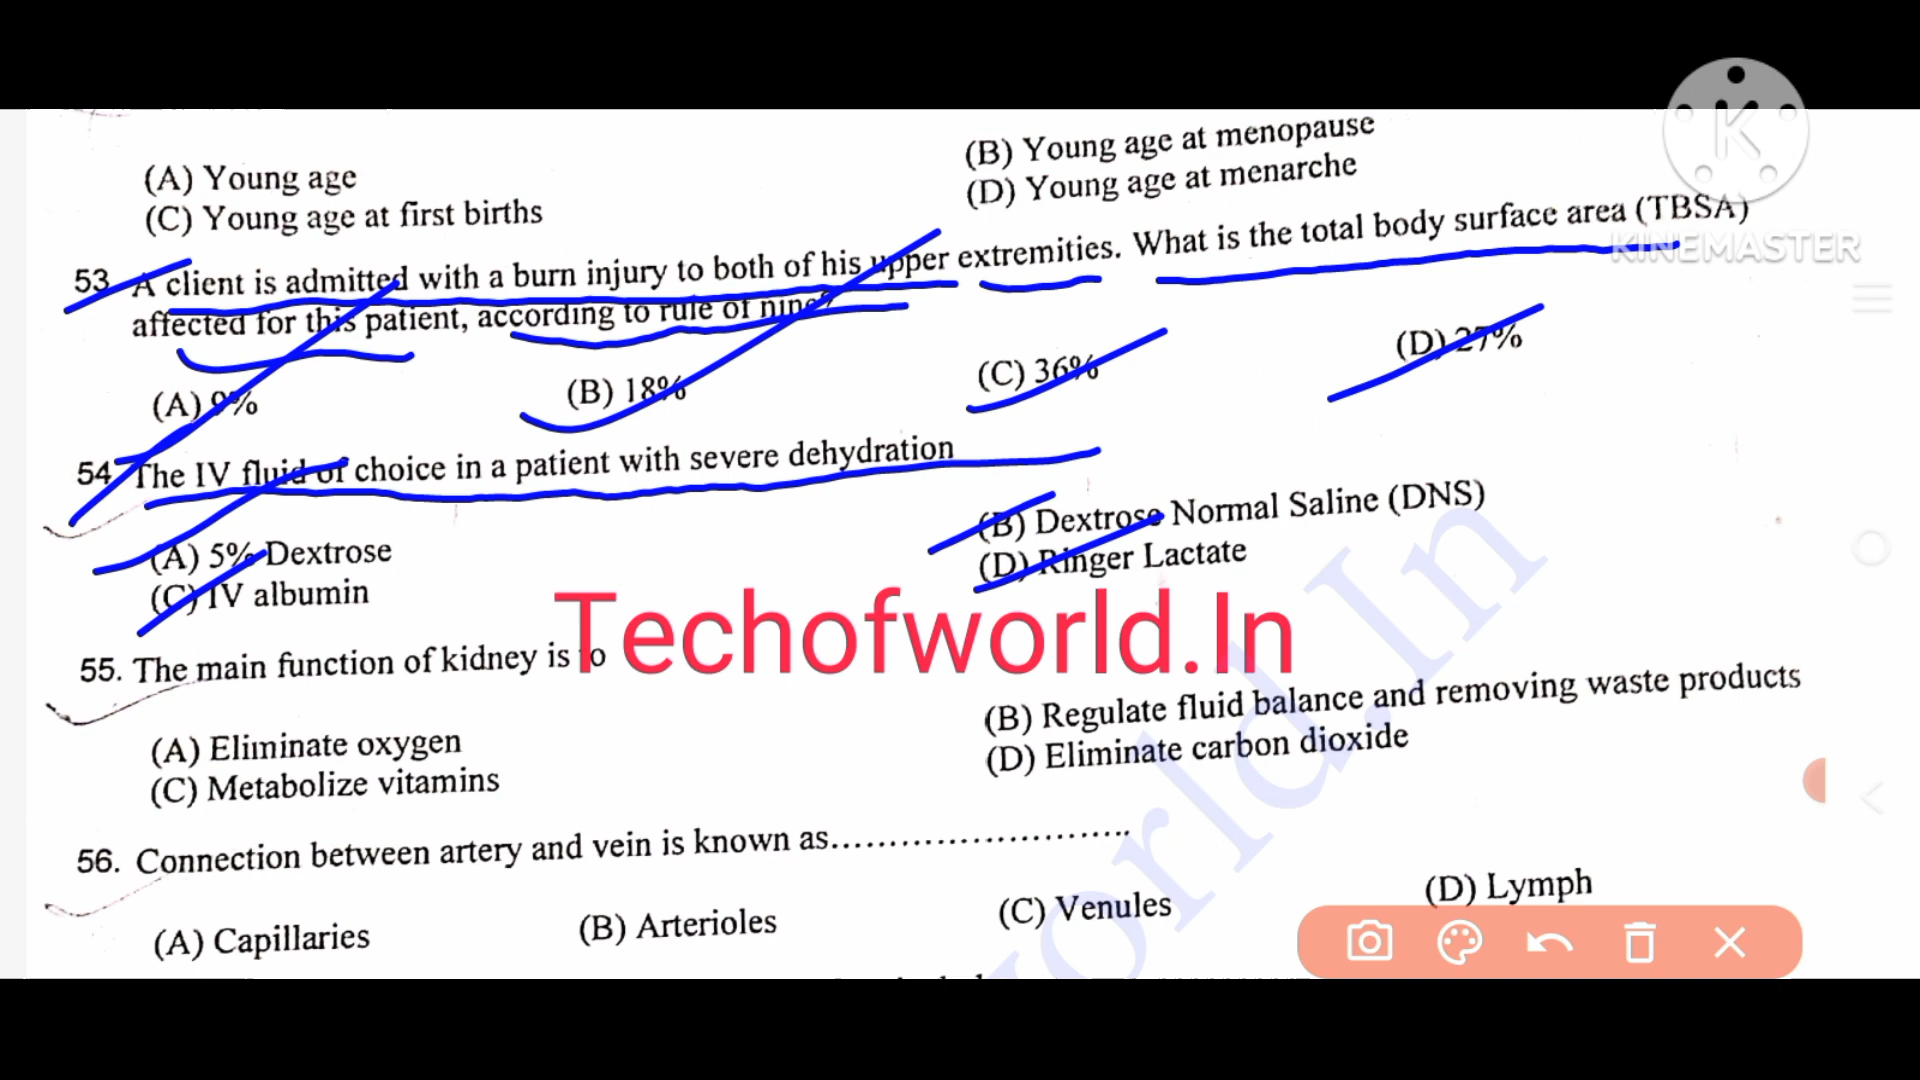 (A) Young age
(B) Young age at menopause
(C) Young age at first births
(D) Young age at menarche
53. A client is admitted with a burn injury to both of his upper extremities. What is the total body surface area (TBSA)
affected for this patient, according to rule of nine?
(A) 9%
(B) 18%
(C) 36%
(D) 27%
54. The IV fluid of choice in a patient with severe dehydration
(A) 5% Dextrose
(B) Dextrose Normal Saline (DNS)
(C) IV albumin
(D) Ringer Lactate
55. The main function of kidney is to
(A) Eliminate oxygen
(B) Regulate fluid balance and removing waste products
(C) Metabolize vitamins
(D) Eliminate carbon dioxide
56. Connection between artery and vein is known as...........................
(A) Capillaries
(B) Arterioles
(C) Venules
(D) Lymph
Techofworld.In
world.In
K
KINEMASTER